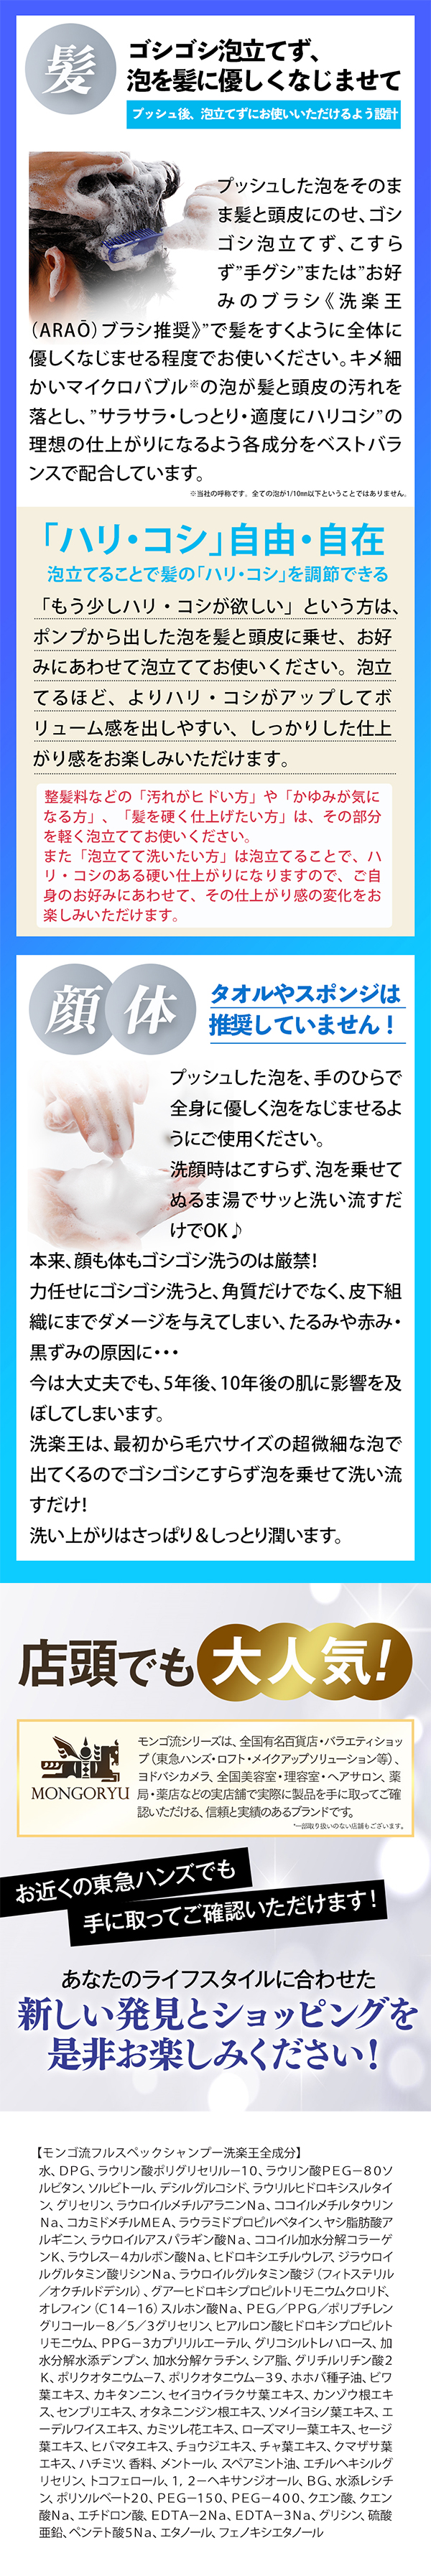 髪
ゴシゴシ泡立てず、
泡を髪に優しくなじませて
プッシュ後、泡立てずにお使いいただけるよう設計
プッシュした泡をそのま
ま髪と頭皮にのせ、ゴシ
ゴシ泡立てず、こすら
ず”手グシ”または”お好
みのブラシ《洗楽王
（ARAŌ）ブラシ推奨》”で髪をすくように全体に
優しくなじませる程度でお使いください。キメ細
かいマイクロバブル※の泡が髪と頭皮の汚れを
落とし、”サラサラ・しっとり・適度にハリコシ”の
理想の仕上がりになるよう各成分をベストバラ
ンスで配合しています。
※当社の呼称です。全ての泡が1/10㎜以下ということではありません。
「ハリ・コシ」自由・自在
泡立てることで髪の「ハリ・コシ」を調節できる
「もう少しハリ・コシが欲しい」という方は、
ポンプから出した泡を髪と頭皮に乗せ、お好
みにあわせて泡立ててお使いください。泡立
てるほど、よりハリ・コシがアップしてボ
リューム感を出しやすい、しっかりした仕上
がり感をお楽しみいただけます。
整髪料などの「汚れがヒドい方」や「かゆみが気に
なる方」、「髪を硬く仕上げたい方」は、その部分
を軽く泡立ててお使いください。
また「泡立てて洗いたい方」は泡立てることで、ハ
リ・コシのある硬い仕上がりになりますので、ご自
身のお好みにあわせて、その仕上がり感の変化をお
楽しみいただけます。
顔 体
タオルやスポンジは
推奨していません！
プッシュした泡を、手のひらで
全身に優しく泡をなじませるよ
うにご使用ください。
洗顔時はこすらず、泡を乗せて
ぬるま湯でサッと洗い流すだ
けでOK♪
本来、顔も体もゴシゴシ洗うのは厳禁！
力任せにゴシゴシ洗うと、角質だけでなく、皮下組
織にまでダメージを与えてしまい、たるみや赤み・
黒ずみの原因に・・・
今は大丈夫でも、5年後、10年後の肌に影響を及
ぼしてしまいます。
洗楽王は、最初から毛穴サイズの超微細な泡で
出てくるのでゴシゴシこすらず泡を乗せて洗い流
すだけ！
洗い上がりはさっぱり＆しっとり潤います。
店頭でも大人気！
モンゴ流シリーズは、全国有名百貨店・バラエティショッ
プ（東急ハンズ・ロフト・メイクアップソリューション等）、
ヨドバシカメラ、全国美容室・理容室・ヘアサロン、薬
局・薬店などの実店舗で実際に製品を手に取ってご確
認いただける、信頼と実績のあるブランドです。
*一部取り扱いのない店舗もございます。
MONGORYU
お近くの東急ハンズでも
手に取ってご確認いただけます！
あなたのライフスタイルに合わせた
新しい発見とショッピングを
是非お楽しみください！
【モンゴ流フルスペックシャンプー洗楽王全成分】
水、DPG、ラウリン酸ポリグリセリル－10、ラウリン酸PEG－80ソ
ルビタン、ソルビトール、デシルグルコシド、ラウリルヒドロキシスルタイ
ン、グリセリン、ラウロイルメチルアラニンNa、ココイルメチルタウリン
Na、コカミドメチルMEA、ラウラミドプロピルベタイン、ヤシ脂肪酸ア
ルギニン、ラウロイルアスパラギン酸Na、ココイル加水分解コラーゲ
ンK、ラウレス－4カルボン酸Na、ヒドロキシエチルウレア、ジラウロイ
ルグルタミン酸リシンNa、ラウロイルグルタミン酸ジ（フィトステリル
／オクチルドデシル）、グアーヒドロキシプロピルトリモニウムクロリド、
オレフィン（C14－16）スルホン酸Na、PEG／PPG／ポリブチレン
グリコール－8／5／3グリセリン、ヒアルロン酸ヒドロキシプロピルト
リモニウム、PPG－3カプリリルエーテル、グリコシルトレハロース、加
水分解水添デンプン、加水分解ケラチン、シア脂、グリチルリチン酸2
K、ポリクオタニウム－7、ポリクオタニウム－39、ホホバ種子油、ビワ
葉エキス、カキタンニン、セイヨウイラクサ葉エキス、カンゾウ根エキ
ス、センブリエキス、オタネニンジン根エキス、ソメイヨシノ葉エキス、エ
ーデルワイスエキス、カミツレ花エキス、ローズマリー葉エキス、セージ
葉エキス、ヒバマタエキス、チョウジエキス、チャ葉エキス、クマザサ葉
エキス、ハチミツ、香料、メントール、スペアミント油、エチルヘキシルグ
リセリン、トコフェロール、1，2－ヘキサンジオール、BG、水添レシチ
ン、ポリソルベート20、PEG－150、PEG－400、クエン酸、クエン
酸Na、エチドロン酸、EDTA－2Na、EDTA－3Na、グリシン、硫酸
亜鉛、ペンテト酸5Na、エタノール、フェノキシエタノール